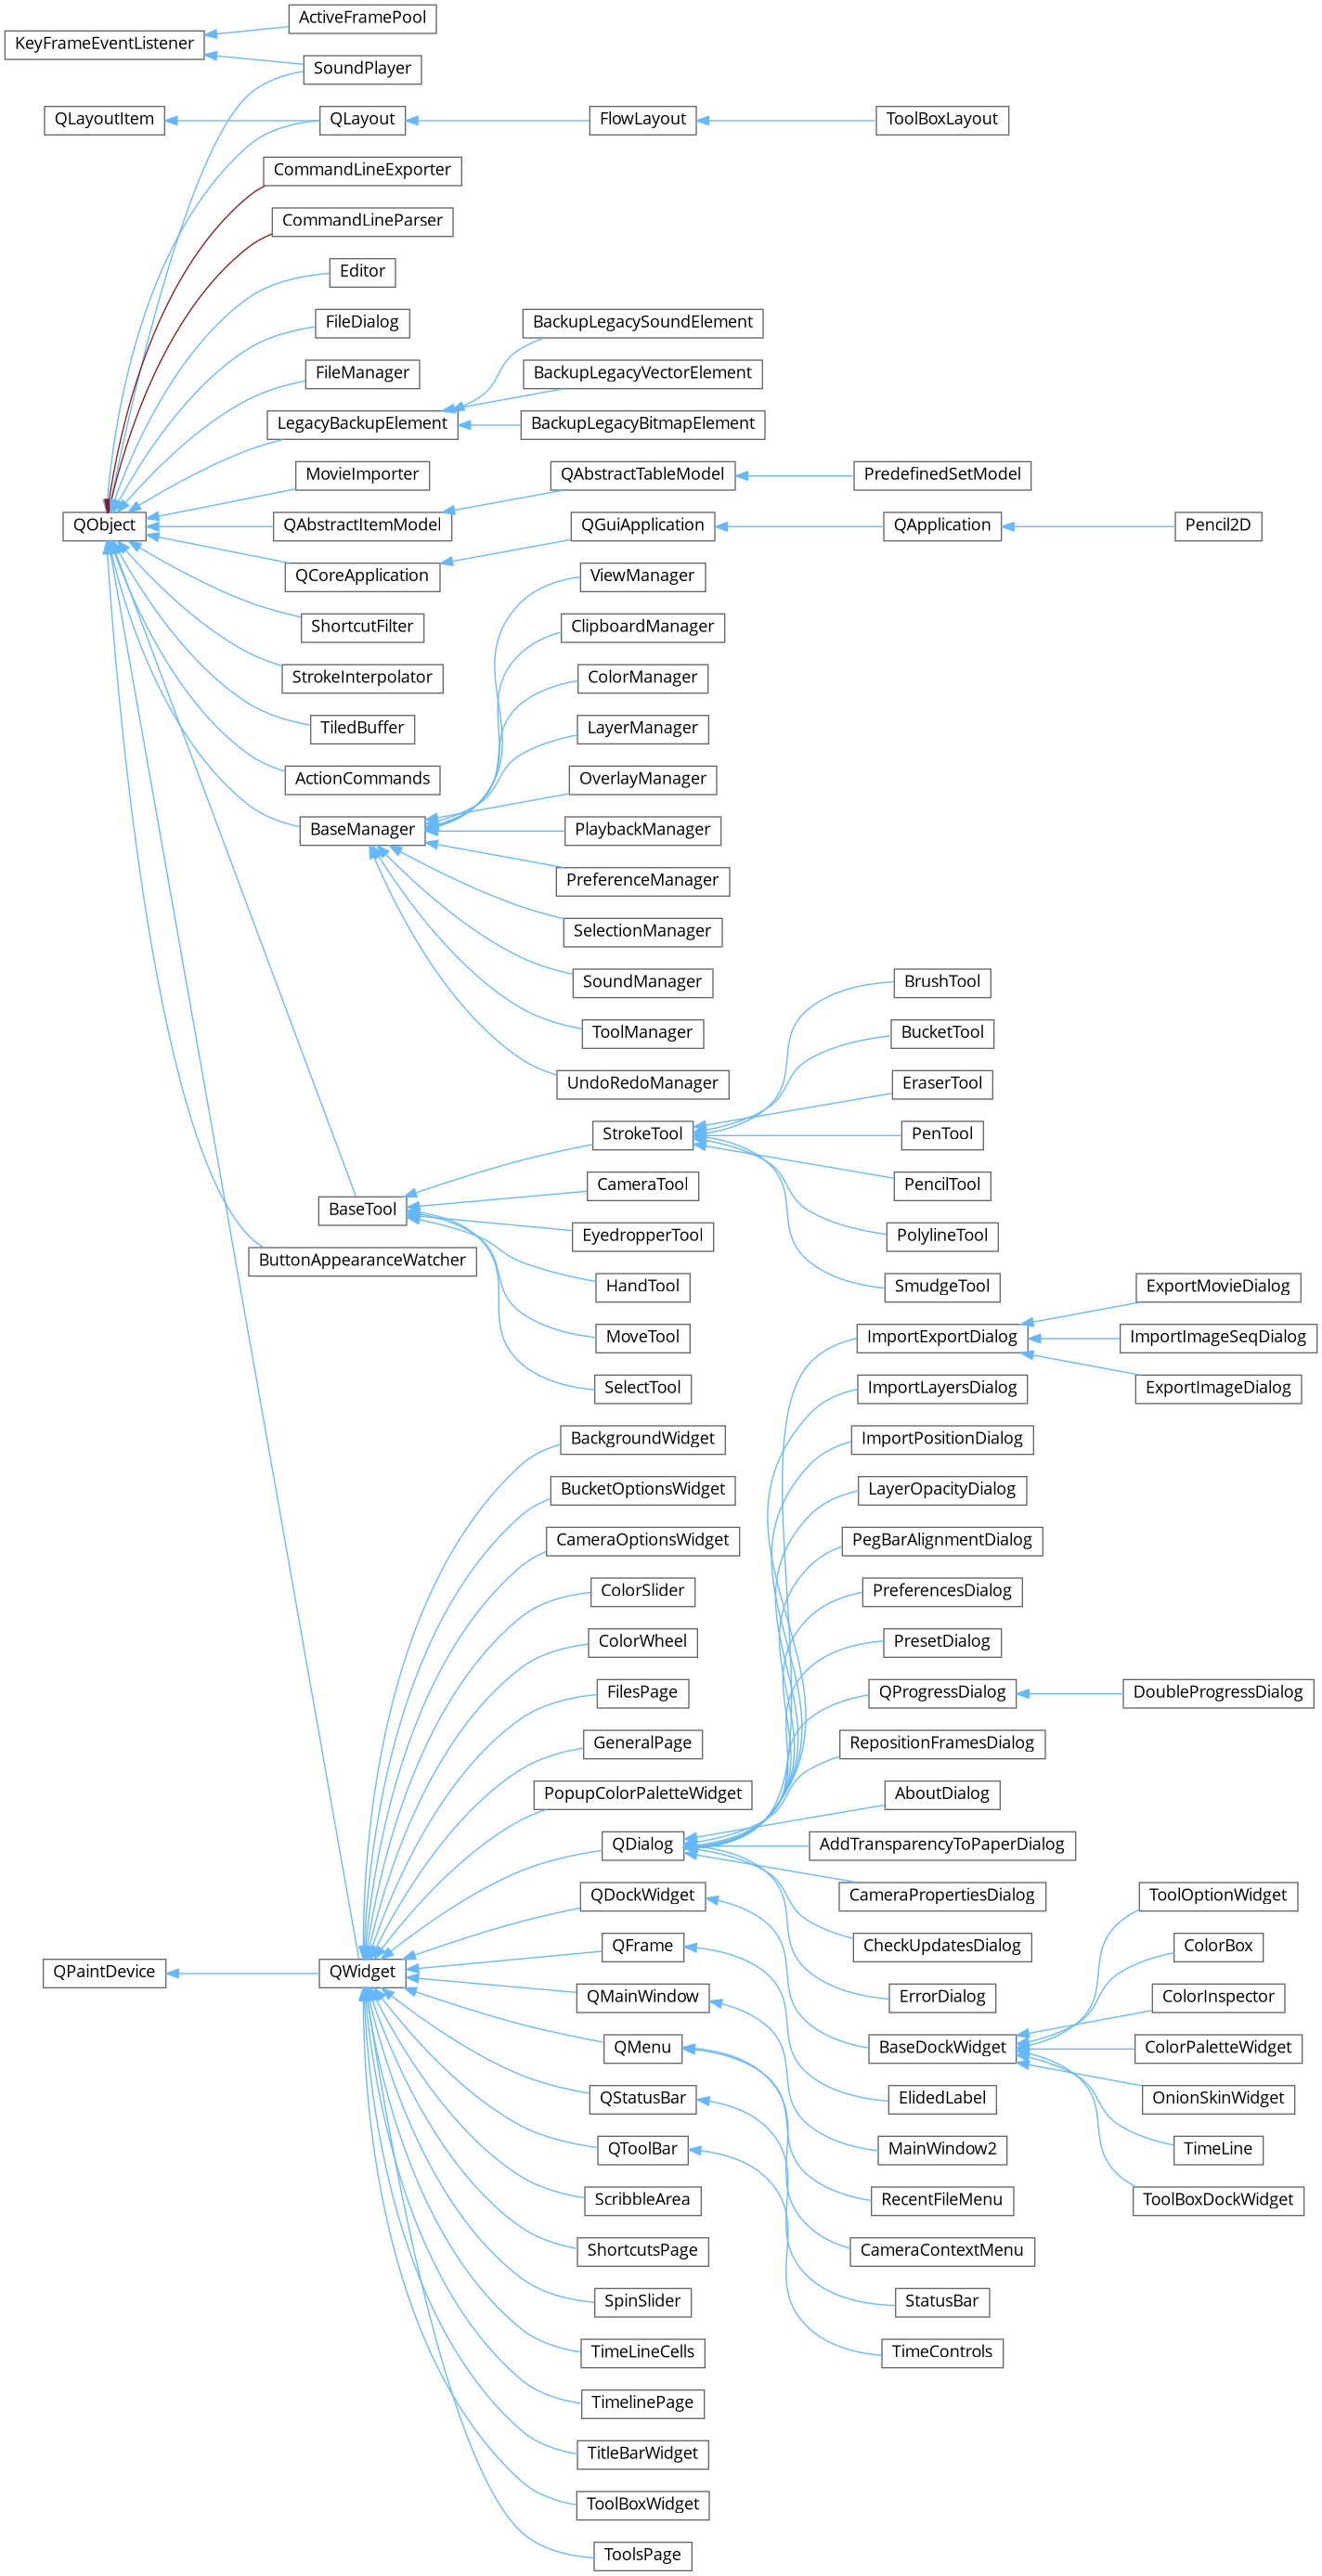 ActiveFramePool
KeyFrameEventListener
SoundPlayer
QLayoutItem
QLayout
FlowLayout
ToolBoxLayout
CommandLineExporter
CommandLineParser
Editor
FileDialog
BackupLegacySoundElement
FileManager
BackupLegacyVectorElement
LegacyBackupElement
BackupLegacyBitmapElement
MovieImporter
QAbstractTableModel
PredefinedSetModel
QObject
QAbstractItemModel
QGuiApplication
QApplication
Pencil2D
QCoreApplication
ViewManager
ShortcutFilter
ClipboardManager
StrokeInterpolator
ColorManager
TiledBuffer
LayerManager
ActionCommands
OverlayManager
BaseManager
PlaybackManager
PreferenceManager
SelectionManager
SoundManager
BrushTool
ToolManager
BucketTool
UndoRedoManager
EraserTool
StrokeTool
PenTool
CameraTool
PencilTool
BaseTool
EyedropperTool
PolylineTool
ButtonAppearanceWatcher
HandTool
SmudgeTool
ExportMovieDialog
MoveTool
ImportExportDialog
ImportImageSeqDialog
SelectTool
ImportLayersDialog
ExportImageDialog
BackgroundWidget
ImportPositionDialog
BucketOptionsWidget
LayerOpacityDialog
CameraOptionsWidget
PegBarAlignmentDialog
ColorSlider
PreferencesDialog
ColorWheel
PresetDialog
FilesPage
QProgressDialog
DoubleProgressDialog
GeneralPage
RepositionFramesDialog
PopupColorPaletteWidget
AboutDialog
QDialog
AddTransparencyToPaperDialog
QDockWidget
CameraPropertiesDialog
ToolOptionWidget
QFrame
CheckUpdatesDialog
ColorBox
QPaintDevice
QWidget
QMainWindow
ErrorDialog
ColorInspector
QMenu
BaseDockWidget
ColorPaletteWidget
QStatusBar
ElidedLabel
OnionSkinWidget
QToolBar
MainWindow2
TimeLine
ScribbleArea
RecentFileMenu
ToolBoxDockWidget
ShortcutsPage
CameraContextMenu
SpinSlider
StatusBar
TimeLineCells
TimeControls
TimelinePage
TitleBarWidget
ToolBoxWidget
ToolsPage